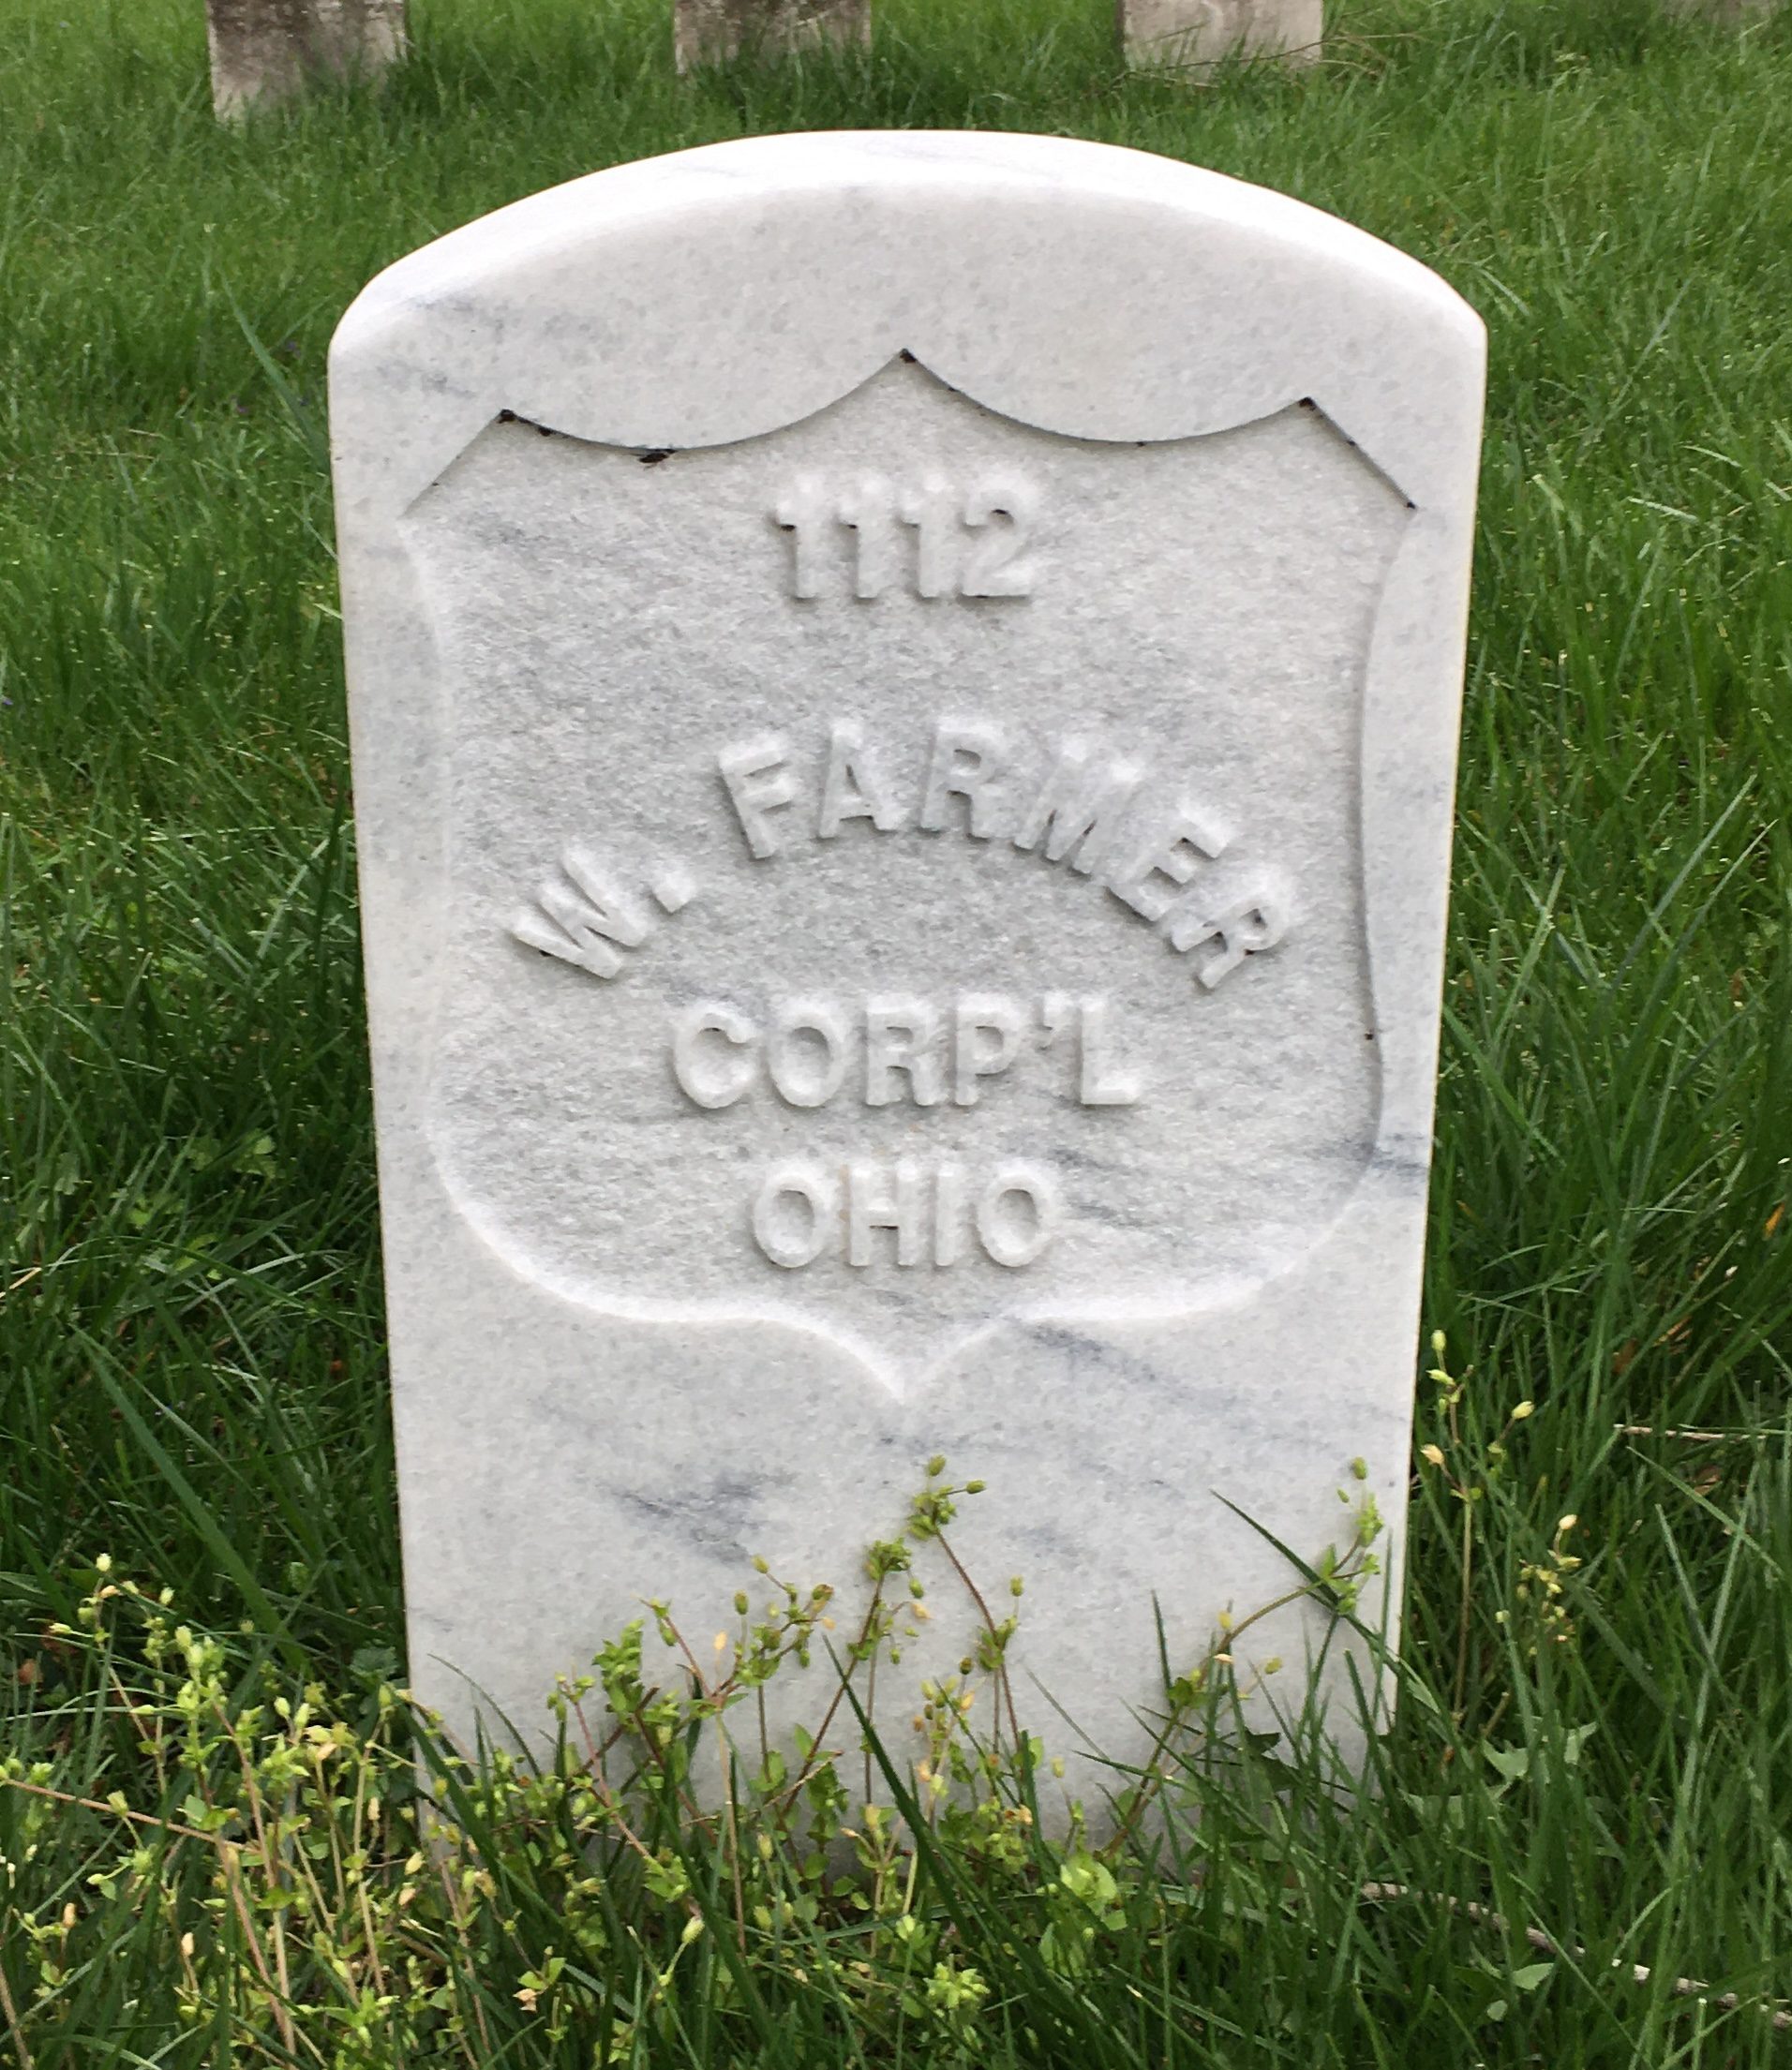 1112
W. FARMER
CORP'L
OHIO